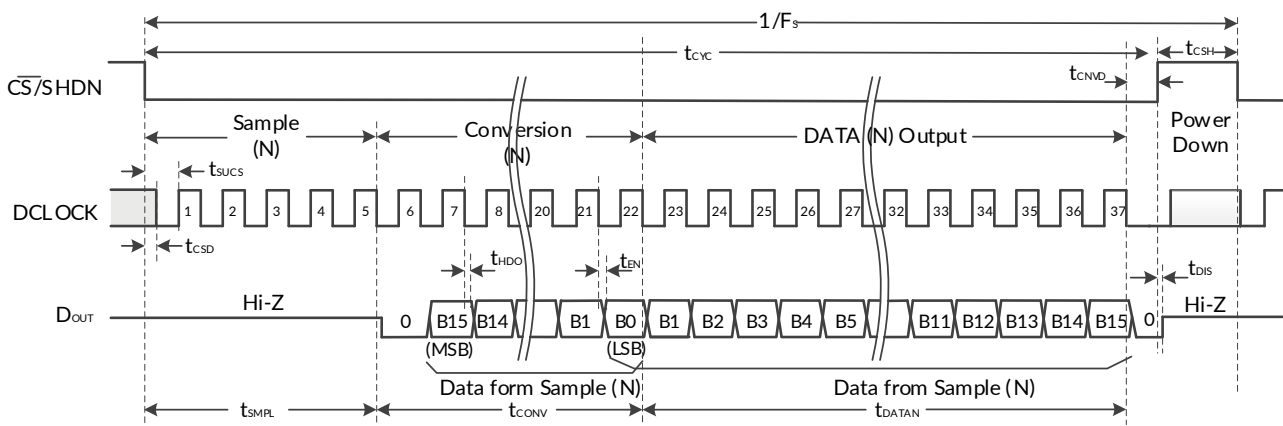 1/Fs
tCYC
tCSH
tCNVD
CS/SHDN
Sample
(N)
Conversion
(N)
DATA (N) Output
Power
Down
tSUCS
DCLOCK
1 2 3 4 5 6 7 8 20 21 22 23 24 25 26 27 32 33 34 35 36 37
tCSD
tHDO
tEN
tDIS
DOUT
Hi-Z
0 B15 B14 B1 B0 B1 B2 B3 B4 B5 B11 B12 B13 B14 B15 0
Hi-Z
(MSB)
(LSB)
Data form Sample (N)
Data from Sample (N)
tSMPL
tCONV
tDATAN